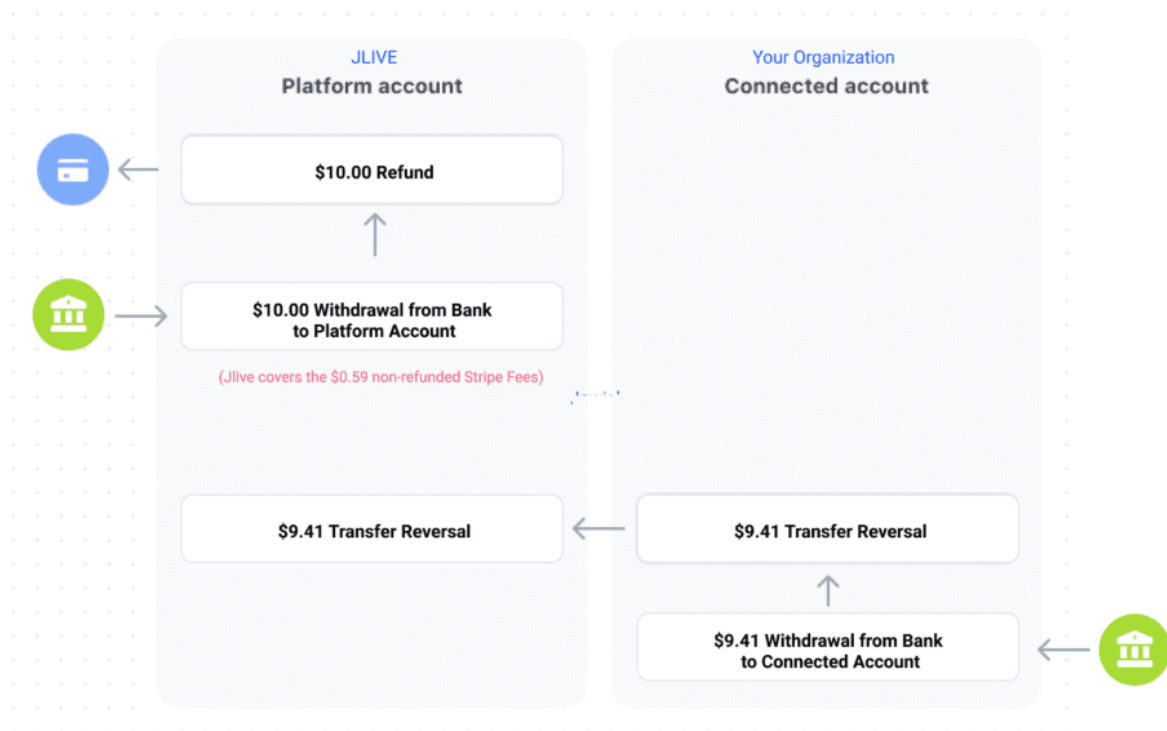 JLIVE
Platform account
$10.00 Refund
$10.00 Withdrawal from Bank
to Platform Account
(Jlive covers the $0.59 non-refunded Stripe Fees)
$9.41 Transfer Reversal
Your Organization
Connected account
$9.41 Transfer Reversal
$9.41 Withdrawal from Bank
to Connected Account